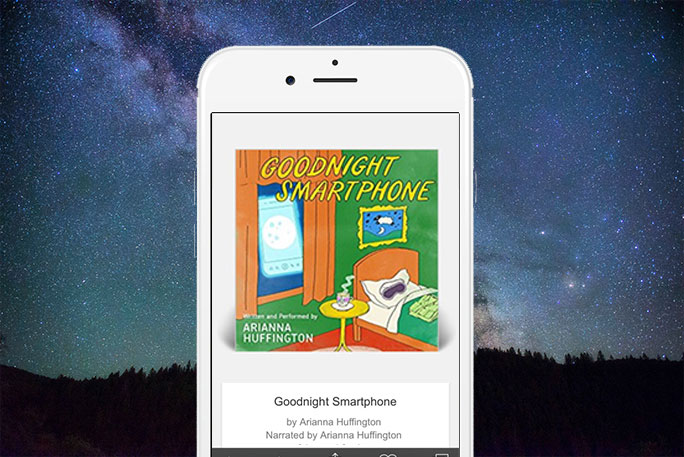 GOODNIGHT
SMARTPHONE
Written and Performed by
ARIANNA
HUFFINGTON
Goodnight Smartphone
by Arianna Huffington
Narrated by Arianna Huffington